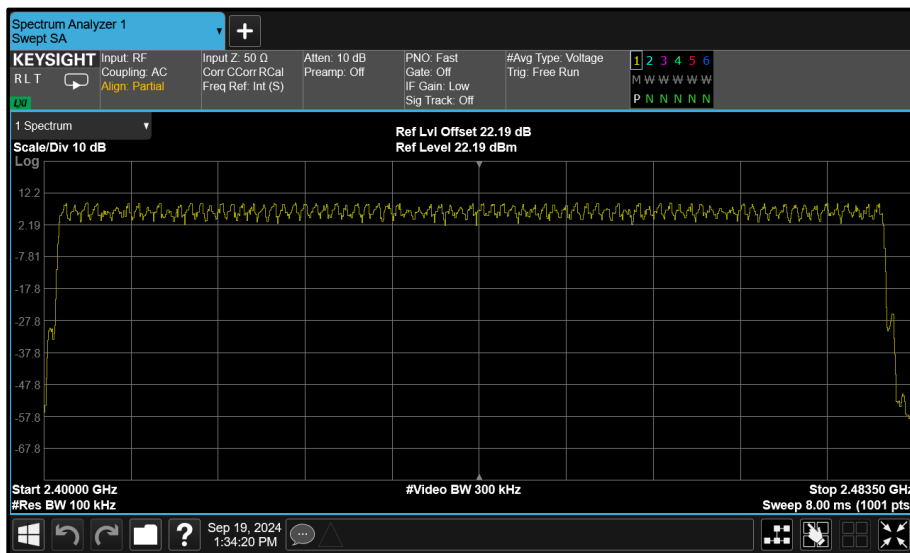 Spectrum Analyzer 1
Swept SA
KEYSIGHT
R L T
LXI
Input: RF
Coupling: AC
Align: Partial
Input Z: 50 Ω
Corr CCorr RCal
Freq Ref: Int (S)
Atten: 10 dB
Preamp: Off
PNO: Fast
Gate: Off
IF Gain: Low
Sig Track: Off
#Avg Type: Voltage
Trig: Free Run
1 2 3 4 5 6
M W W W W W
P N N N N N
1 Spectrum
Scale/Div 10 dB
Ref Lvl Offset 22.19 dB
Ref Level 22.19 dBm
Log
12.2
2.19
-7.81
-17.8
-27.8
-37.8
-47.8
-57.8
-67.8
Start 2.40000 GHz
#Res BW 100 kHz
#Video BW 300 kHz
Stop 2.48350 GHz
Sweep 8.00 ms (1001 pts
?
Sep 19, 2024
1:34:20 PM